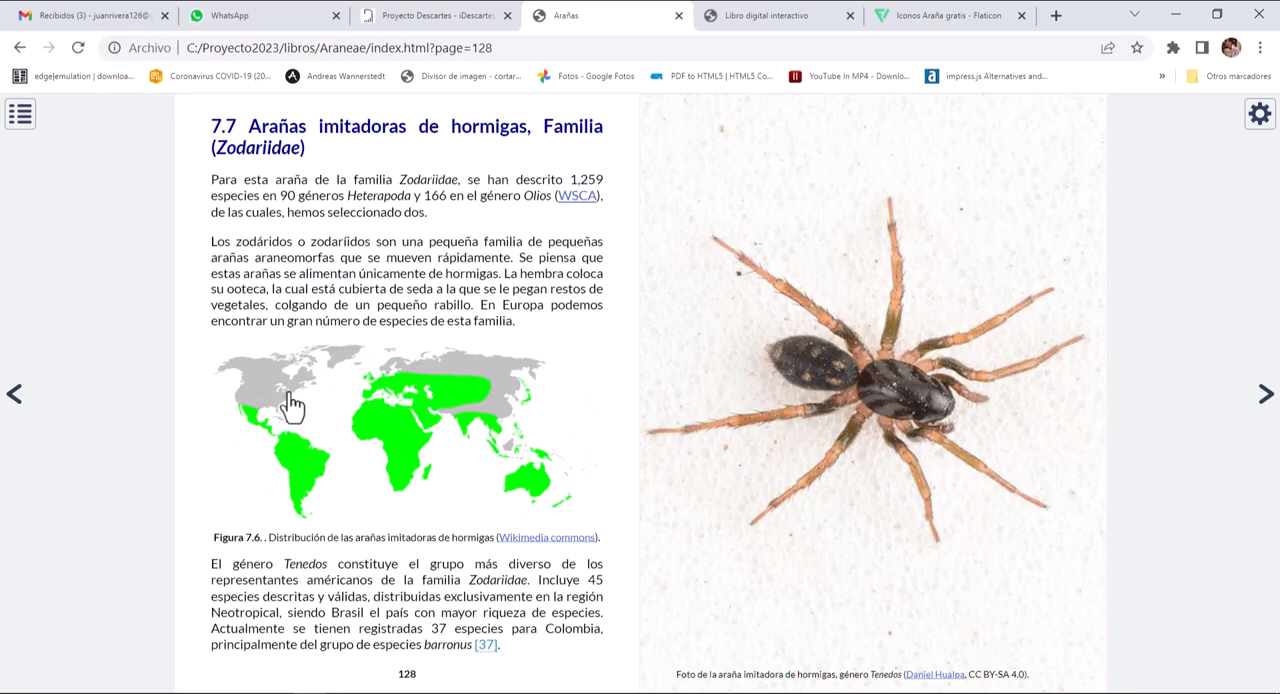 Recibidos (3) - juanrivera126@
WhatsApp
Proyecto Descartes - iDescartes
Arañas
Libro digital interactivo
Iconos Araña gratis - Flaticon
Archivo | C:/Proyecto2023/libros/Araneae/index.html?page=128
edge|emulation | downloa...
Coronavirus COVID-19 (20...
Andreas Wannerstedt
Divisor de imagen - cortar...
Fotos - Google Fotos
PDF to HTML5 | HTML5 Co...
YouTube In MP4 - Downlo...
impress.js Alternatives and...
»
Otros marcadores
7.7 Arañas imitadoras de hormigas, Familia
(Zodariidae)
Para esta araña de la familia Zodariidae, se han descrito 1,259
especies en 90 géneros Heterapoda y 166 en el género Olios (WSCA),
de las cuales, hemos seleccionado dos.
Los zodáridos o zodaríidos son una pequeña familia de pequeñas
arañas araneomorfas que se mueven rápidamente. Se piensa que
estas arañas se alimentan únicamente de hormigas. La hembra coloca
su ooteca, la cual está cubierta de seda a la que se le pegan restos de
vegetales, colgando de un pequeño rabillo. En Europa podemos
encontrar un gran número de especies de esta familia.
Figura 7.6. . Distribución de las arañas imitadoras de hormigas (Wikimedia commons).
El género Tenedos constituye el grupo más diverso de los
representantes américanos de la familia Zodariidae. Incluye 45
especies descritas y válidas, distribuidas exclusivamente en la región
Neotropical, siendo Brasil el país con mayor riqueza de especies.
Actualmente se tienen registradas 37 especies para Colombia,
principalmente del grupo de especies barronus [37].
128
Foto de la araña imitadora de hormigas, género Tenedos (Daniel Hualpa, CC BY-SA 4.0).